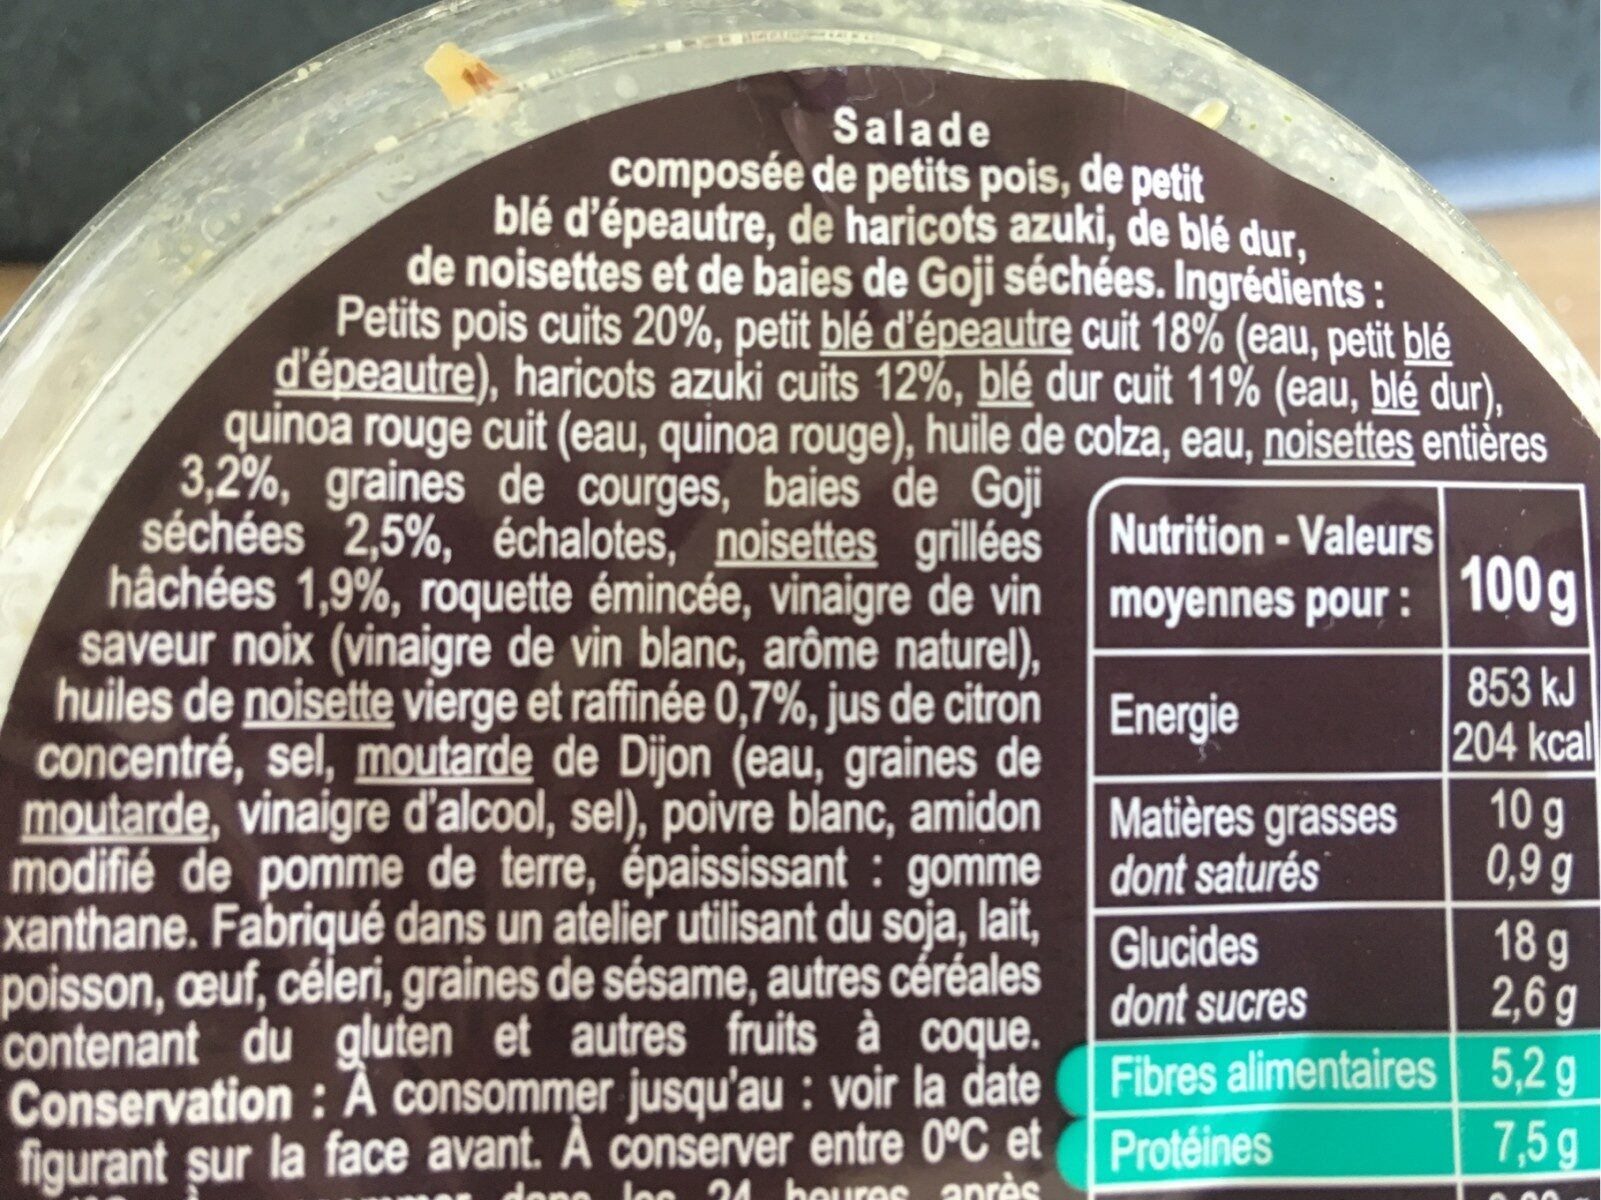 Salade
composée de petits pois, de petit
blé d'épeautre, de haricots azuki, de blé dur,
de noisettes et de baies de Goji séchées. Ingrédients :
Petits pois cuits 20%, petit blé d'épeautre cuit 18% (eau, petit blé
d'épeautre), haricots azuki cuits 12%, blé dur cuit 11% (eau, blé dur),
quinoa rouge cuit (eau, quinoa rouge), huile de colza, eau, noisettes entières
3,2%, graines de courges, baies de Goji
séchées 2,5%, échalotes, noisettes grillées
hâchées 1,9%, roquette émincée, vinaigre de vin
saveur noix (vinaigre de vin blanc, arôme naturel),
huiles de noisette vierge et raffinée 0,7%, jus de citron
concentré, sel, moutarde de Dijon (eau, graines de
moutarde, vinaigre d'alcool, sel), poivre blanc, amidon
modifié de pomme de terre, épaississant : gomme
xanthane. Fabriqué dans un atelier utilisant du soja, lait,
poisson, œuf, céleri, graines de sésame, autres céréales
contenant du gluten et autres fruits à coque.
Conservation : À consommer jusqu'au : voir la date
figurant sur la face avant. À conserver entre 0ºC et
dans les 24 heures après
Nutrition - Valeurs
moyennes pour : 100 g
Energie 853 kJ
204 kcal
Matières grasses 10 g
dont saturés 0,9 g
Glucides 18 g
dont sucres 2,6 g
Fibres alimentaires 5,2 g
Protéines 7,5 g